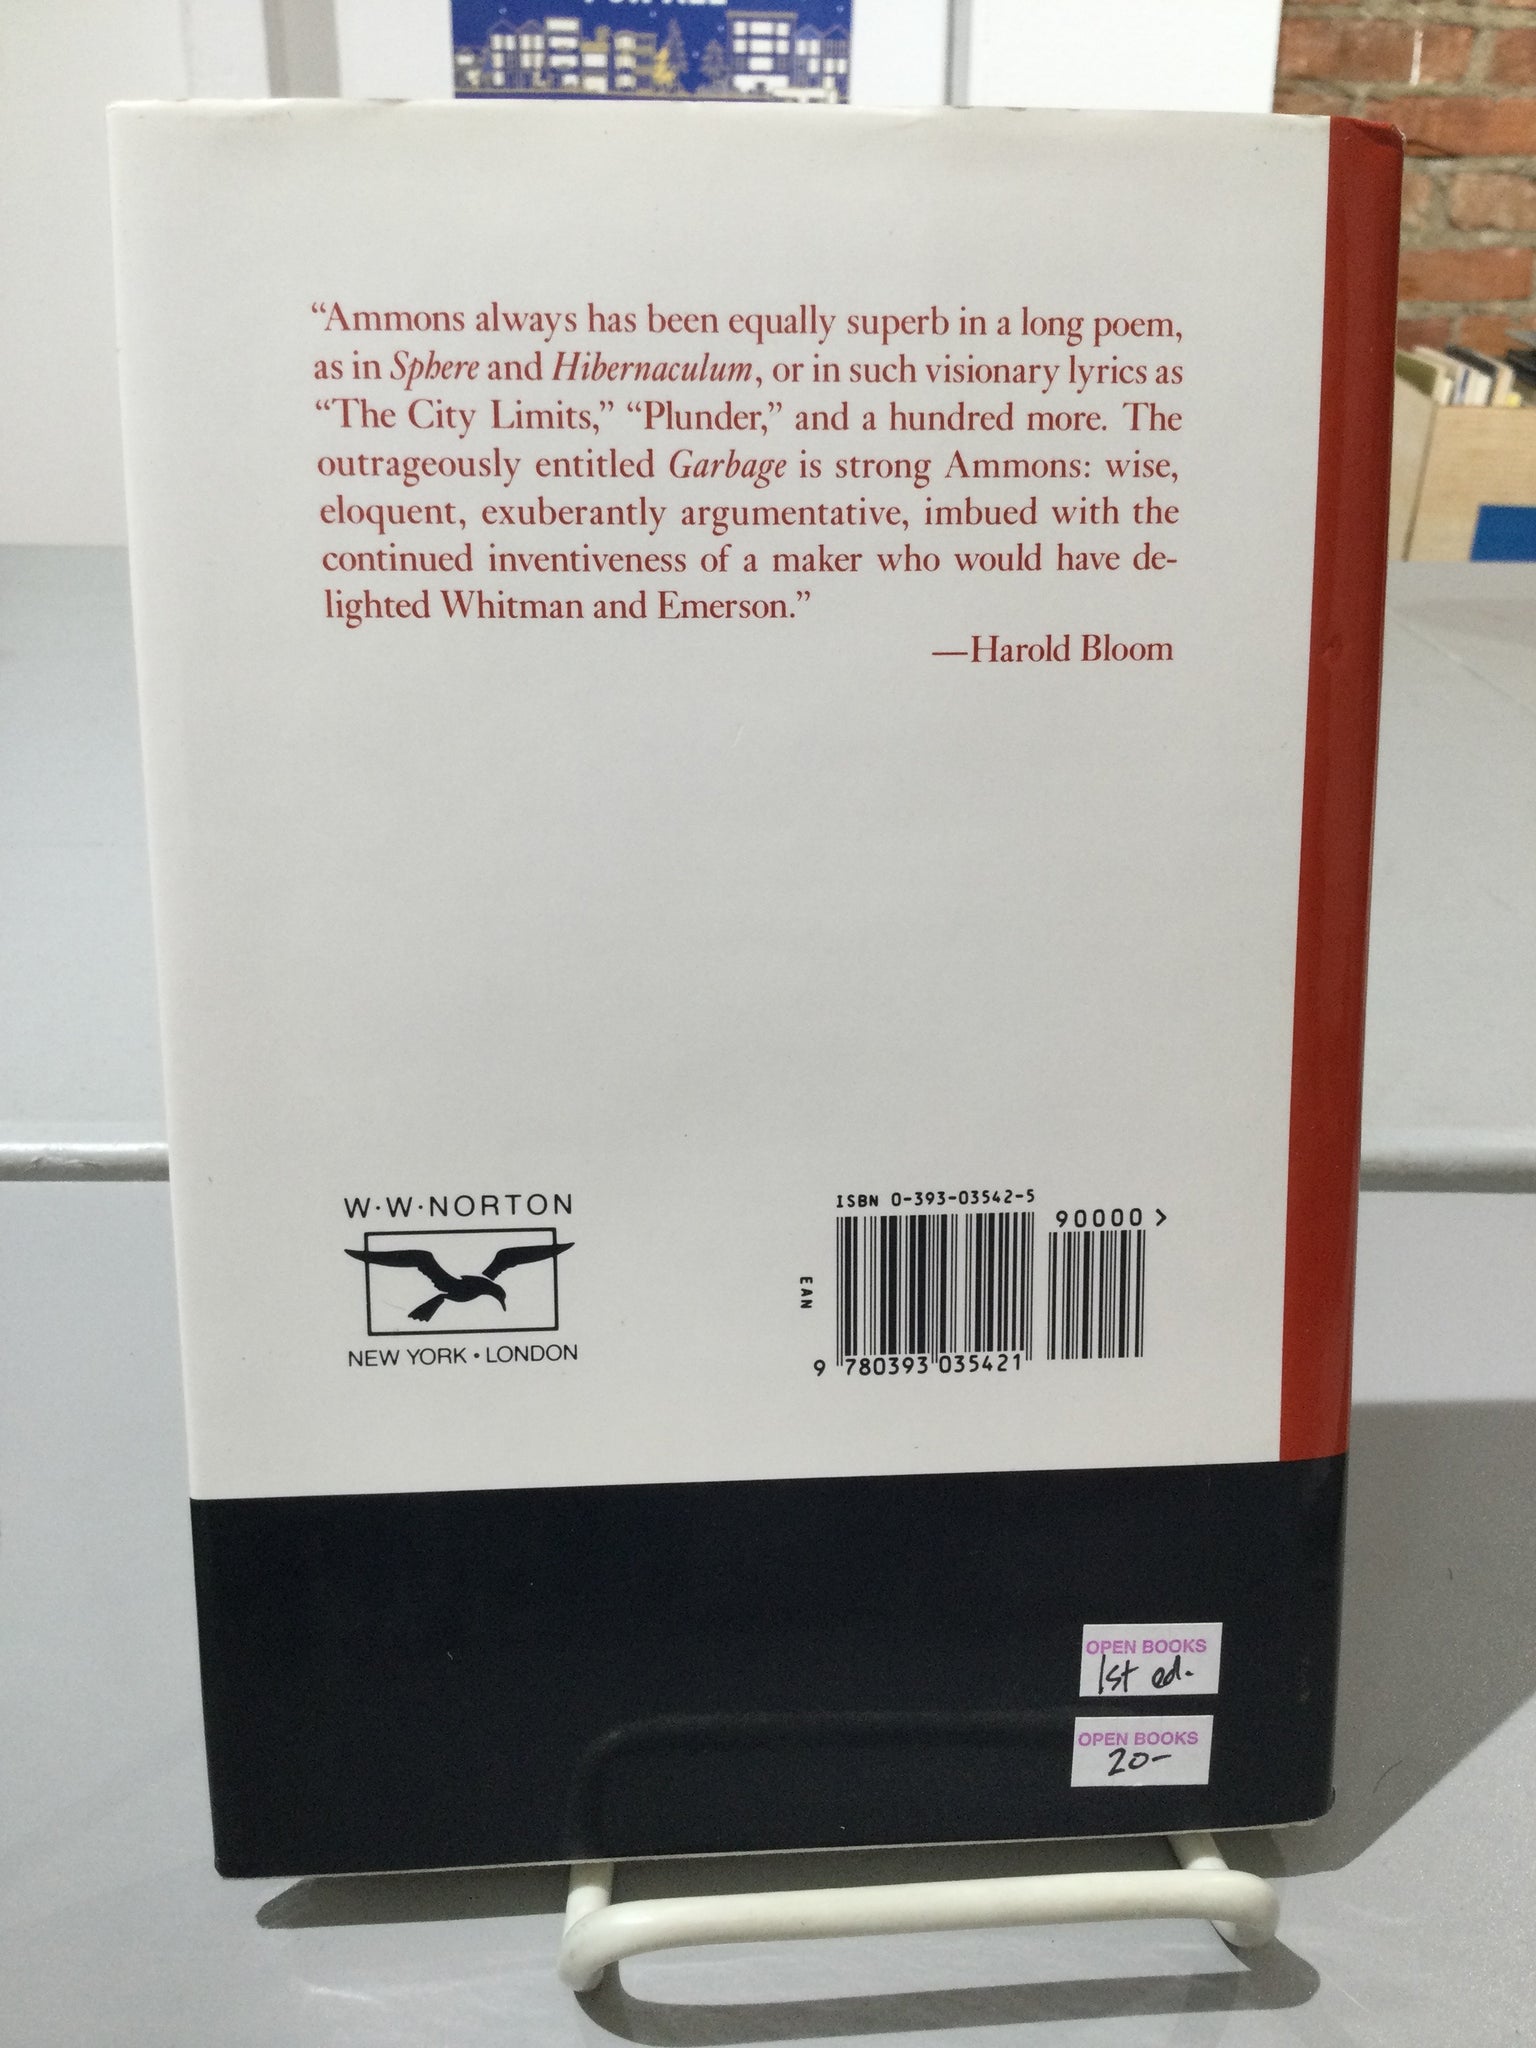 “Ammons always has been equally superb in a long poem,
as in Sphere and Hibernaculum, or in such visionary lyrics as
“The City Limits,” “Plunder,” and a hundred more. The
outrageously entitled Garbage is strong Ammons: wise,
eloquent, exuberantly argumentative, imbued with the
continued inventiveness of a maker who would have de-
lighted Whitman and Emerson.”
—Harold Bloom
W·W·NORTON
NEW YORK • LONDON
ISBN 0-393-03542-5
90000 >
EAN
9 780393 035421
OPEN BOOKS
1st ed.
OPEN BOOKS
20-